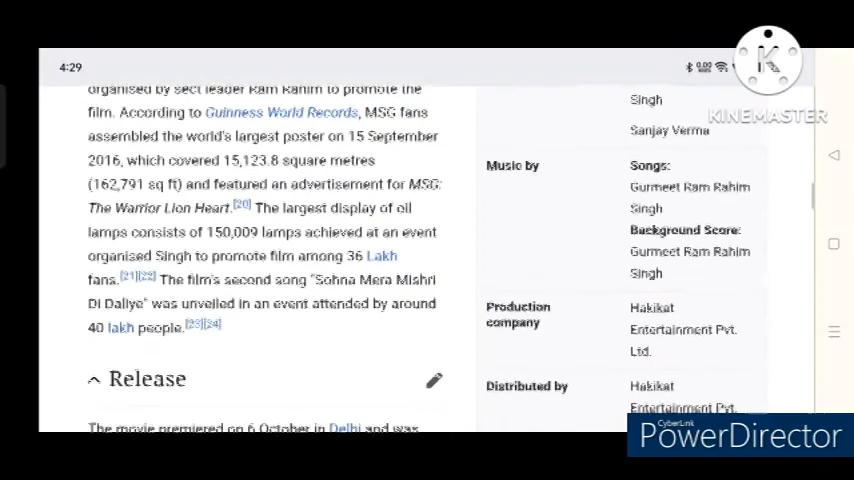 4:29
KINEMASTER
organised by sect leader Ram Rahim to promote the
film. According to Guinness World Records, MSG fans
assembled the world's largest poster on 15 September
2016, which covered 15,123.8 square metres
(162,791 sq ft) and featured an advertisement for MSG:
The Warrior Lion Heart.[20] The largest display of oil
lamps consists of 150,009 lamps achieved at an event
organised Singh to promote film among 36 Lakh
fans.[21][22] The film's second song "Sohna Mera Mishri
Di Daliye" was unveiled in an event attended by around
40 lakh people.[23][24]
Release
The movie premiered on 6 October in Delhi and was
Singh
Sanjay Verma
Music by
Songs:
Gurmeet Ram Rahim
Singh
Background Score:
Gurmeet Ram Rahim
Singh
Production
company
Hakikat
Entertainment Pvt.
Ltd.
Distributed by
Hakikat
Entertainment Pvt.
CyberLink
PowerDirector